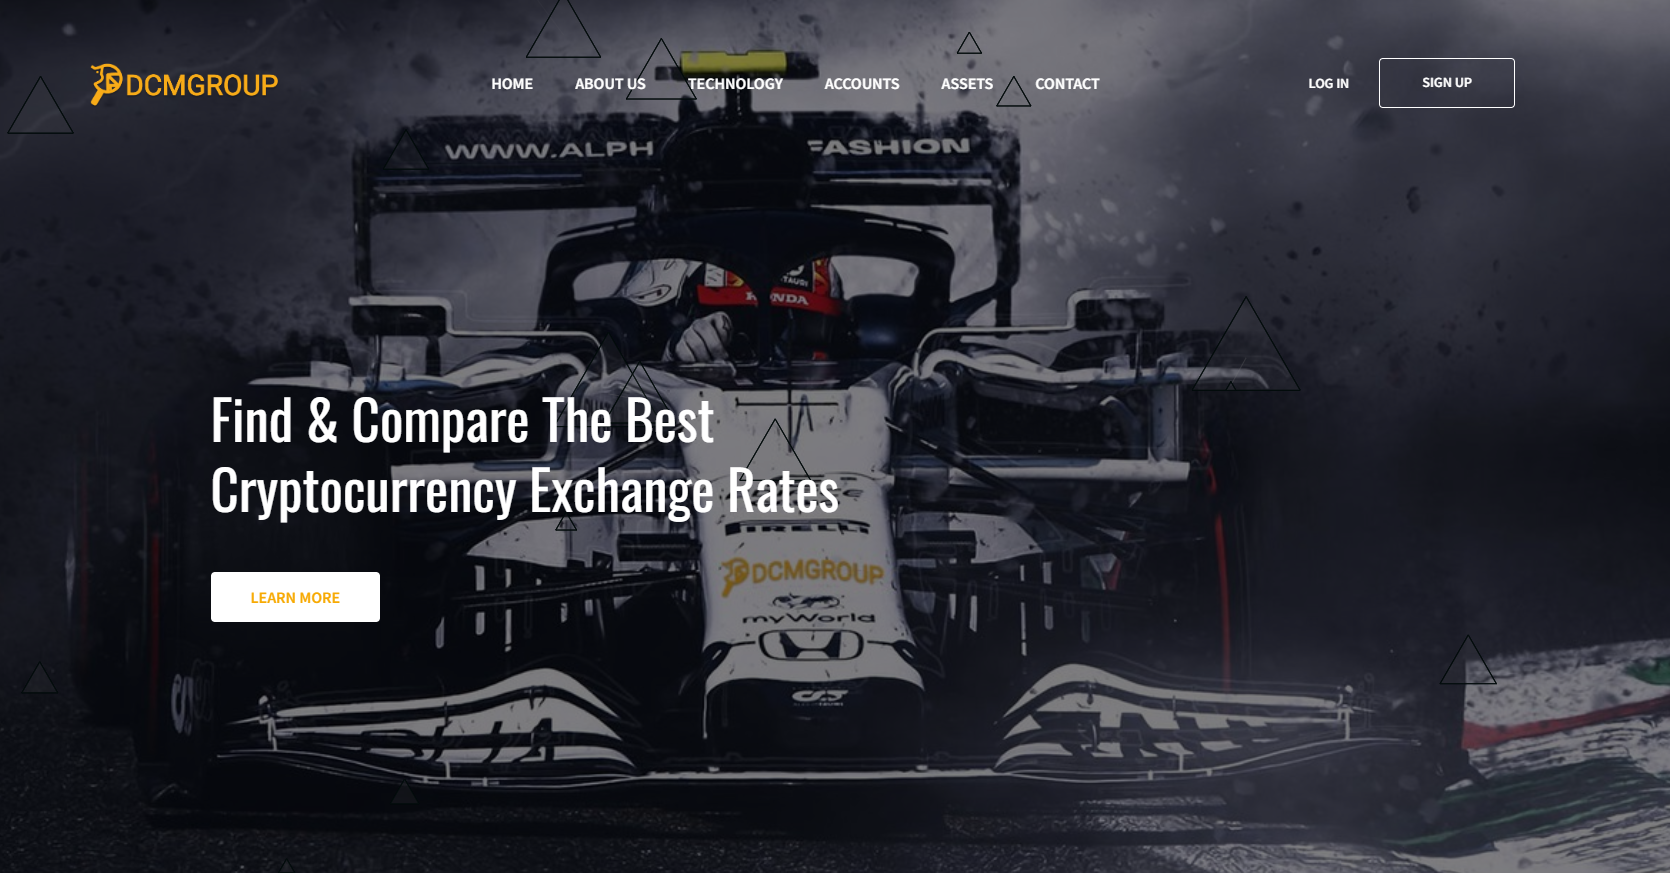 DCMGROUP
HOME ABOUT US TECHNOLOGY ACCOUNTS ASSETS CONTACT
LOG IN SIGN UP
WWW.ALPH FASHION
HONDA
Find & Compare The Best
Cryptocurrency Exchange Rates
PIRELLI
DCMGROUP
LEARN MORE
myWorld